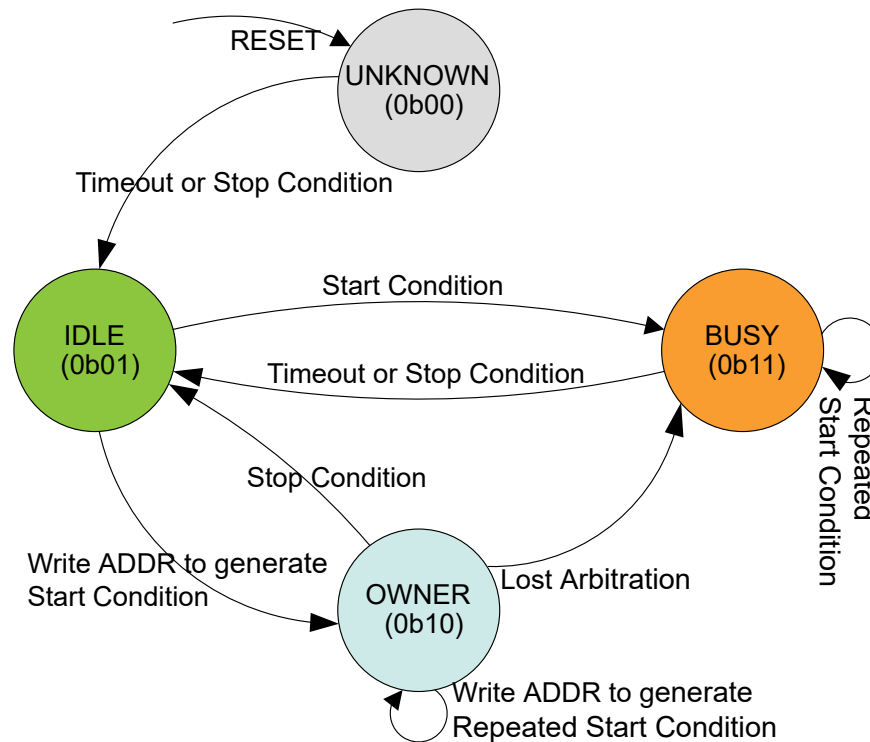 RESET
UNKNOWN
(0b00)
Timeout or Stop Condition
Start Condition
IDLE
(0b01)
BUSY
(0b11)
Timeout or Stop Condition
Repeated
Start Condition
Stop Condition
Write ADDR to generate
Start Condition
Lost Arbitration
OWNER
(0b10)
Write ADDR to generate
Repeated Start Condition